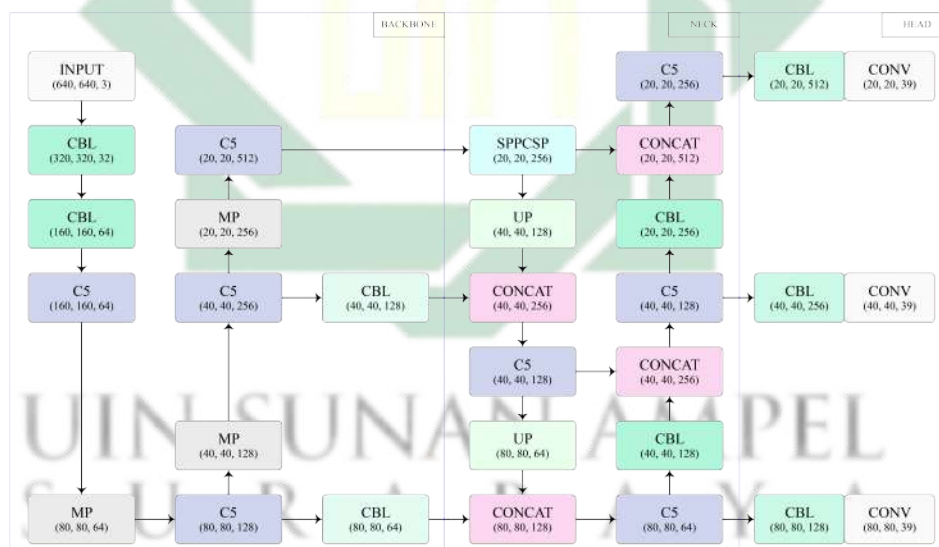 BACKBONE
NECK
HEAD
INPUT
(640, 640, 3)
CBL
(320, 320, 32)
CBL
(160, 160, 64)
C5
(160, 160, 64)
MP
(80, 80, 64)
C5
(20, 20, 512)
MP
(20, 20, 256)
C5
(40, 40, 256)
MP
(40, 40, 128)
C5
(80, 80, 128)
CBL
(40, 40, 128)
CBL
(80, 80, 64)
SPPCSP
(20, 20, 256)
UP
(40, 40, 128)
CONCAT
(40, 40, 256)
C5
(40, 40, 128)
UP
(80, 80, 64)
CONCAT
(80, 80, 128)
C5
(20, 20, 256)
CONCAT
(20, 20, 512)
CBL
(20, 20, 256)
C5
(40, 40, 128)
CONCAT
(40, 40, 256)
CBL
(40, 40, 128)
C5
(80, 80, 64)
CBL
(20, 20, 512)
CONV
(20, 20, 39)
CBL
(40, 40, 256)
CONV
(40, 40, 39)
CBL
(80, 80, 128)
CONV
(80, 80, 39)
UIN SUNAN AMPEL
S U R A B A Y A